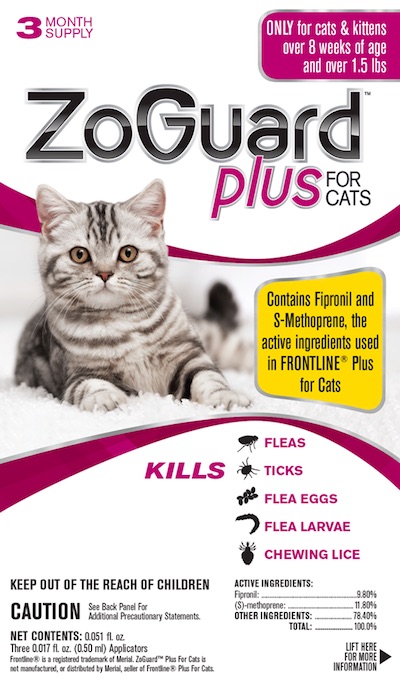 3 MONTH
SUPPLY
ONLY for cats & kittens
over 8 weeks of age
and over 1.5 lbs
ZoGuard™
plus FOR
CATS
Contains Fipronil and
S-Methoprene, the
active ingredients used
in FRONTLINE® Plus
for Cats
KILLS
FLEAS
TICKS
FLEA EGGS
FLEA LARVAE
CHEWING LICE
KEEP OUT OF THE REACH OF CHILDREN
CAUTION See Back Panel For
Additional Precautionary Statements.
NET CONTENTS: 0.051 fl. oz.
Three 0.017 fl. oz. (0.50 ml) Applicators
Frontline® is a registered trademark of Merial. ZoGuard™ Plus For Cats is
not manufactured, or distributed by Merial, seller of Frontline® Plus For Cats.
ACTIVE INGREDIENTS:
Fipronil: ........................................9.80%
(S)-methoprene: ........................................11.80%
OTHER INGREDIENTS: ....................78.40%
TOTAL: ....................100.0%
LIFT HERE
FOR MORE
INFORMATION